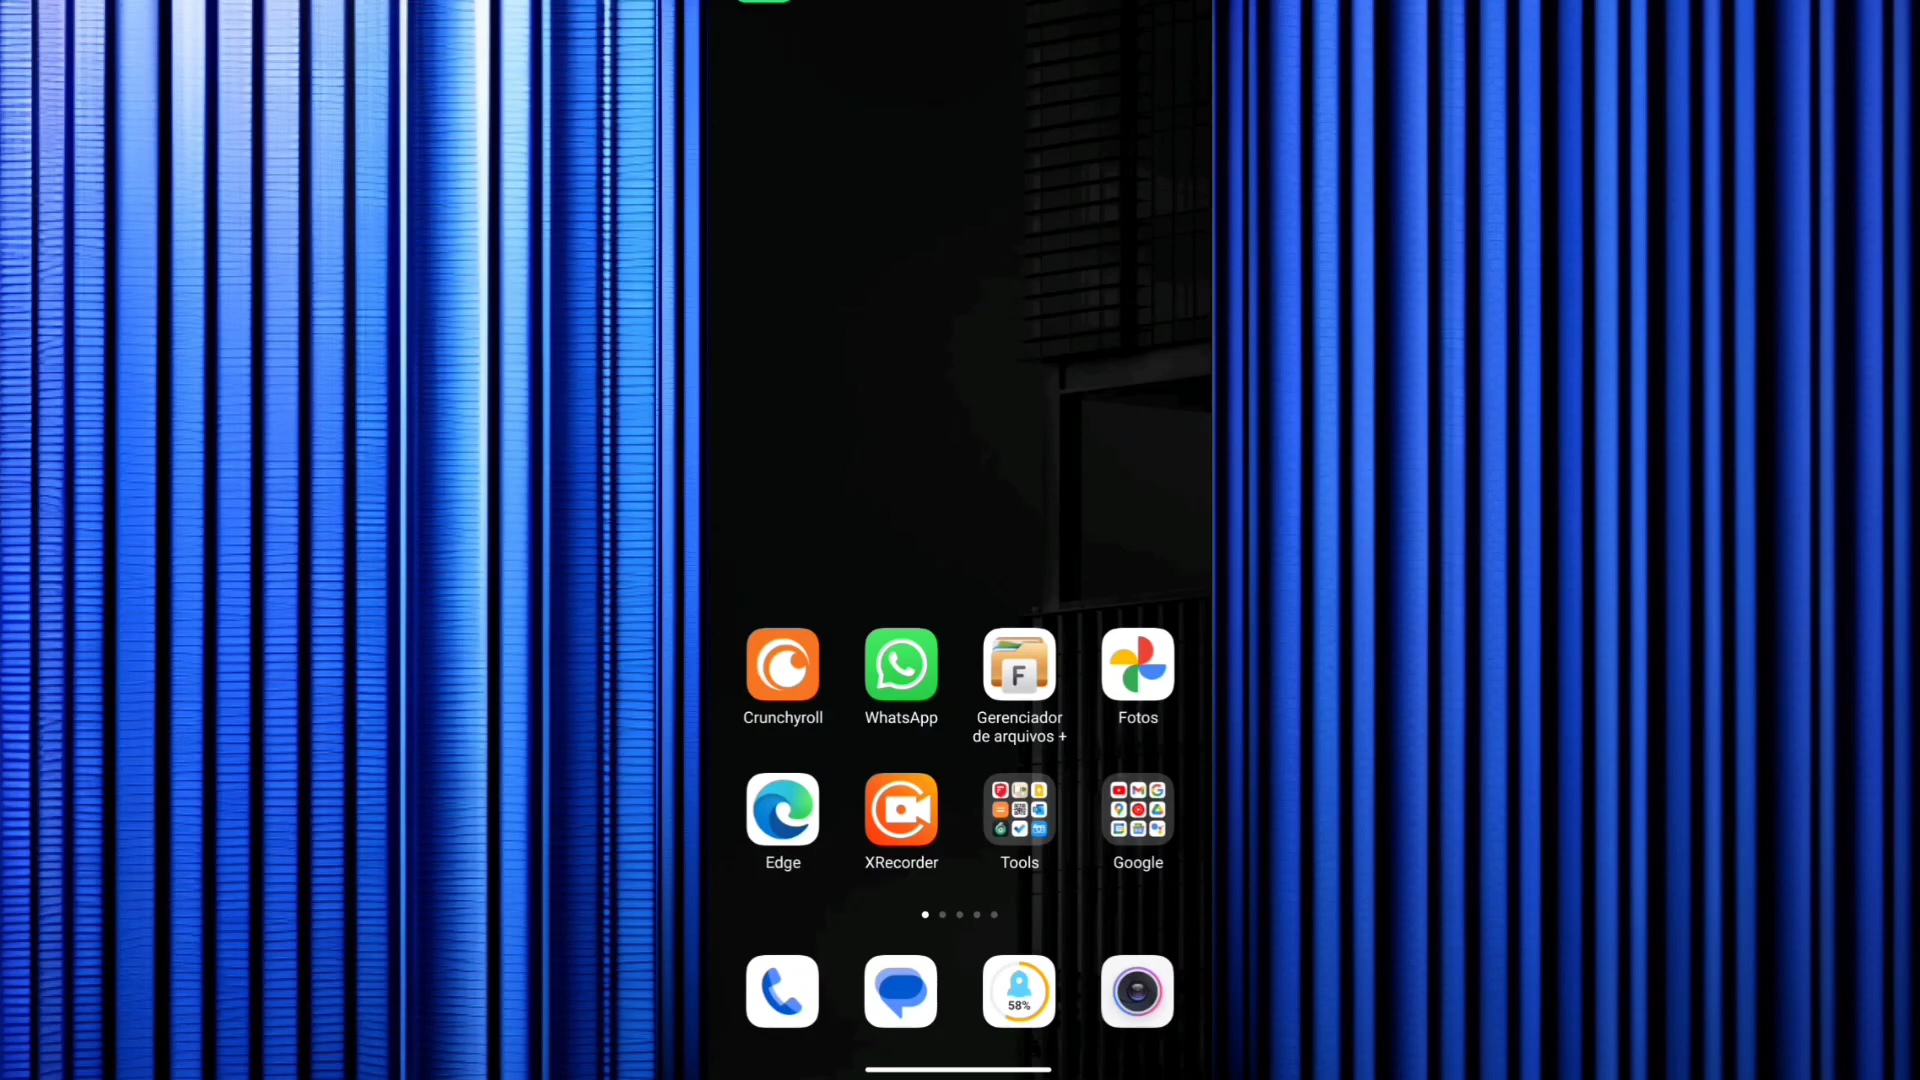 Crunchyroll
WhatsApp
Gerenciador
de arquivos +
Fotos
F
Edge
XRecorder
Tools
Google
58%